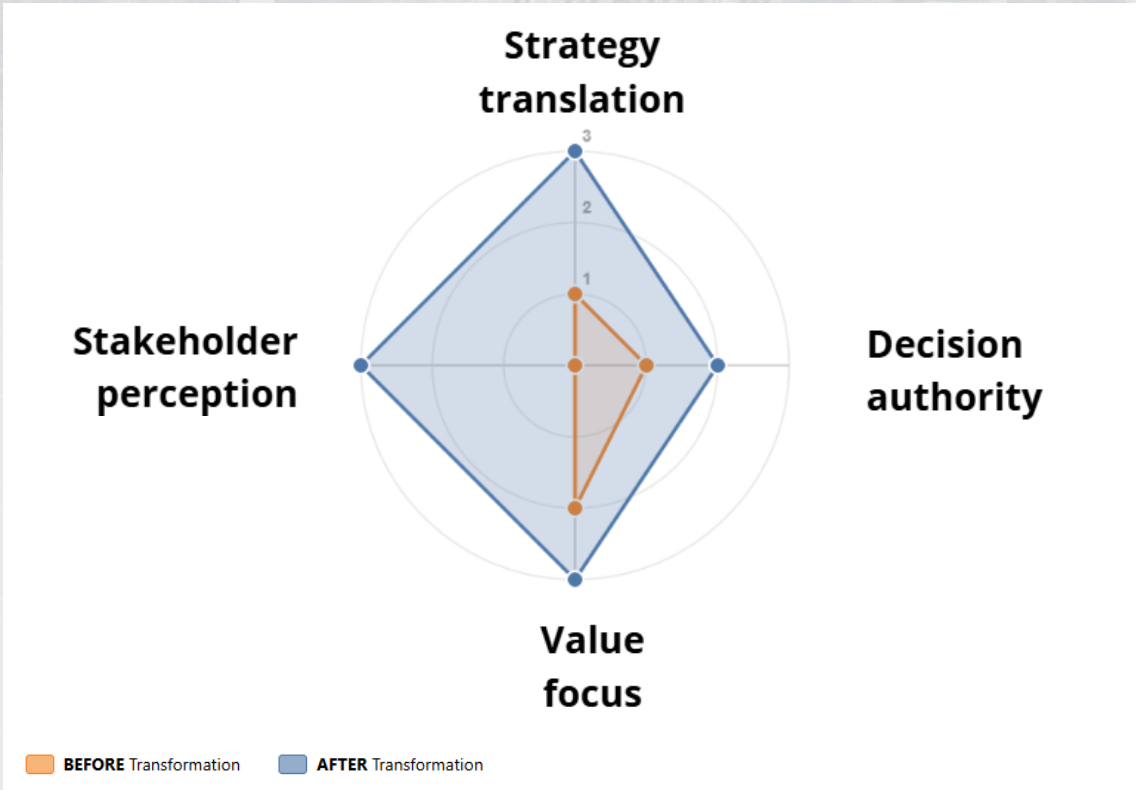 Strategy
translation
3
2
1
Stakeholder
perception
Decision
authority
Value
focus
BEFORE Transformation
AFTER Transformation